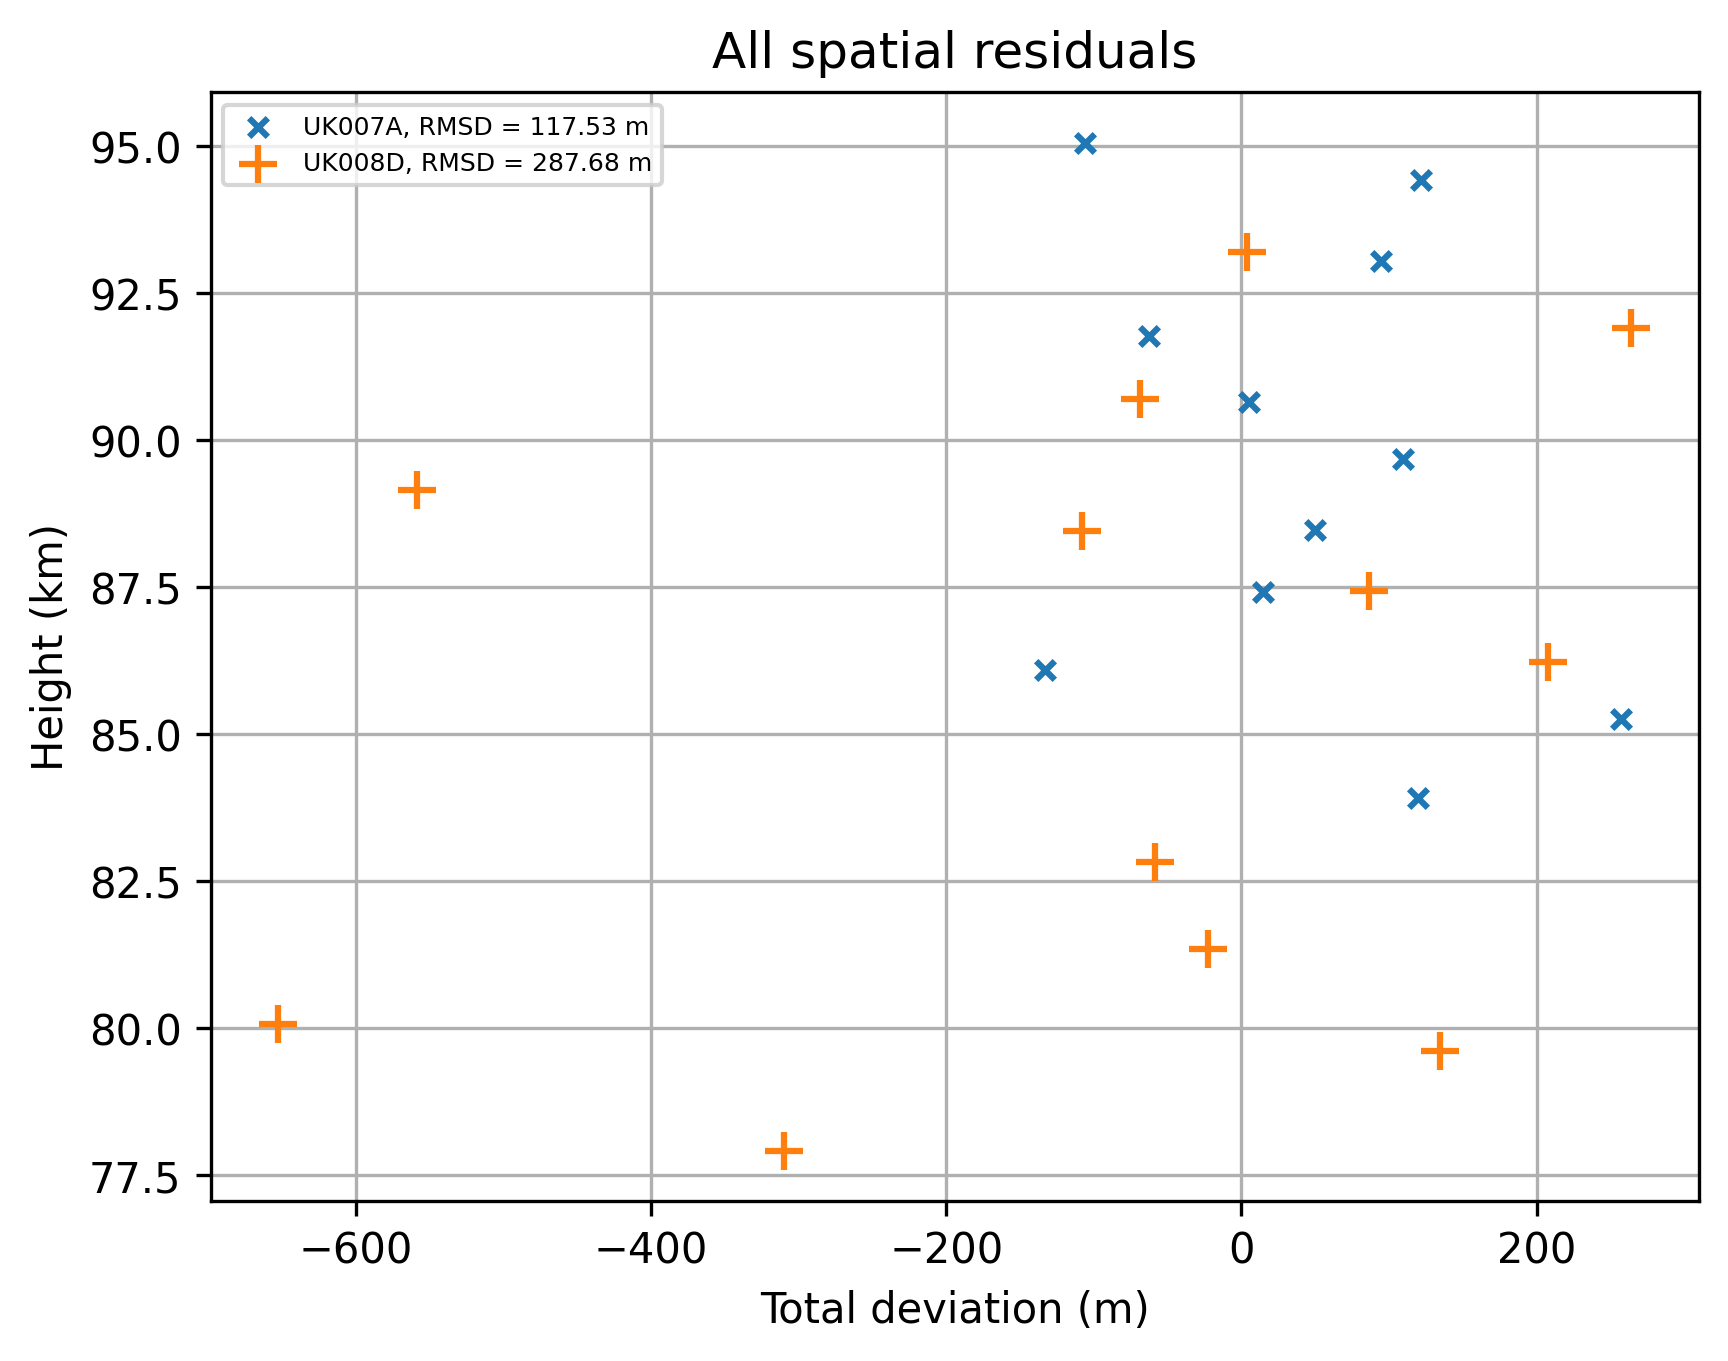 All spatial residuals
UK007A, RMSD = 117.53 m
UK008D, RMSD = 287.68 m
95.0
92.5
90.0
87.5
85.0
82.5
80.0
77.5
Height (km)
−600 −400 −200 0 200
Total deviation (m)